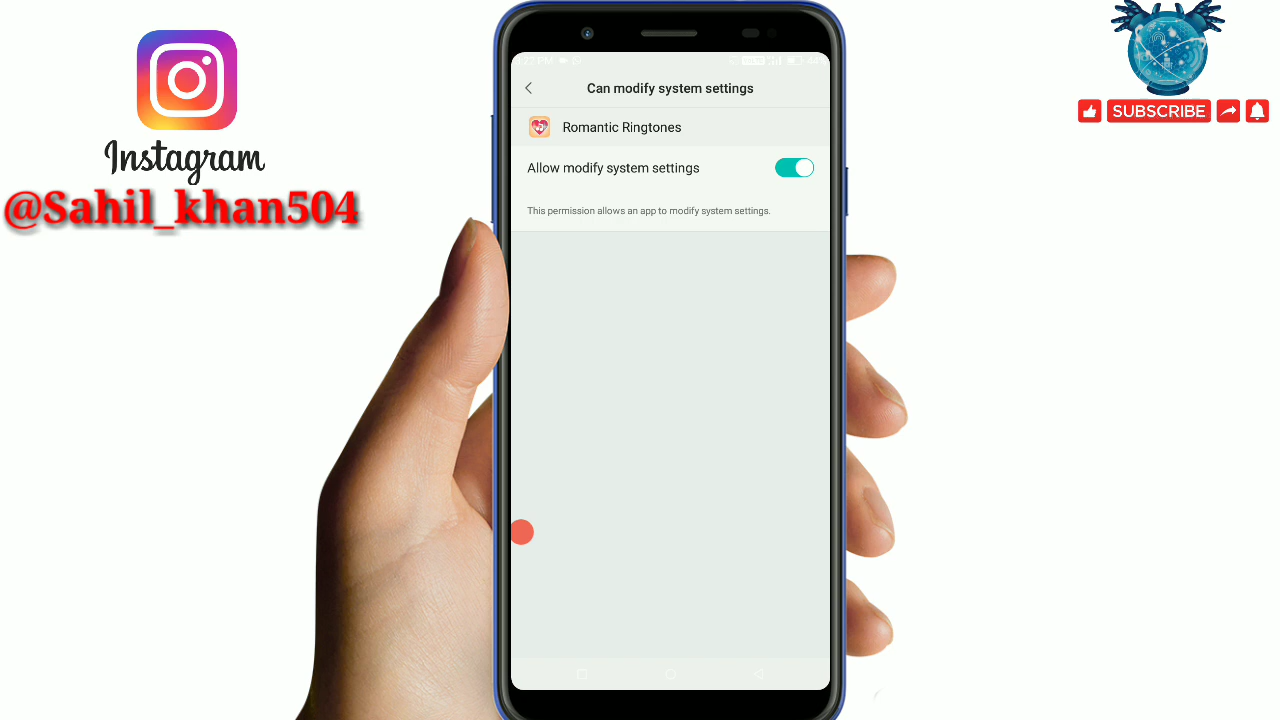 Instagram
@Sahil_khan504
SUBSCRIBE
Can modify system settings
Romantic Ringtones
Allow modify system settings
This permission allows an app to modify system settings.